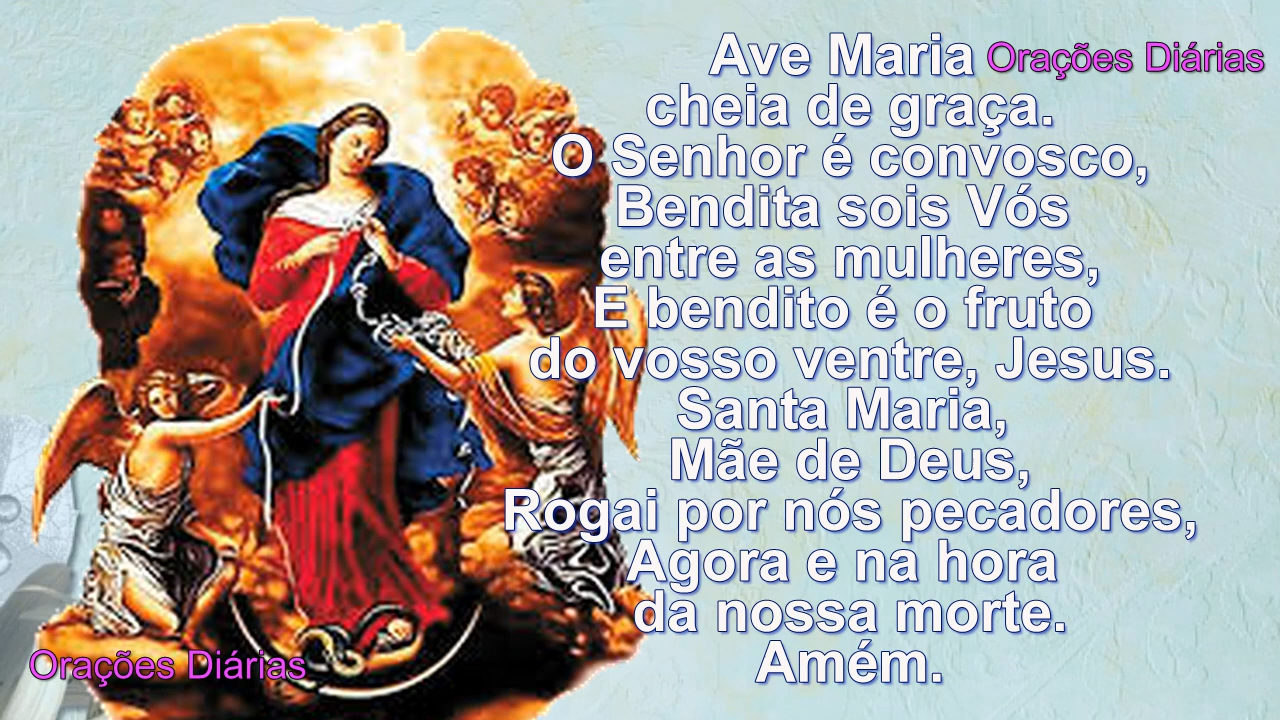 Ave Maria
Orações Diárias
cheia de graça.
O Senhor é convosco,
Bendita sois Vós
entre as mulheres,
E bendito é o fruto
do vosso ventre, Jesus.
Santa Maria,
Mãe de Deus,
Rogai por nós pecadores,
Agora e na hora
da nossa morte.
Amém.
Orações Diárias